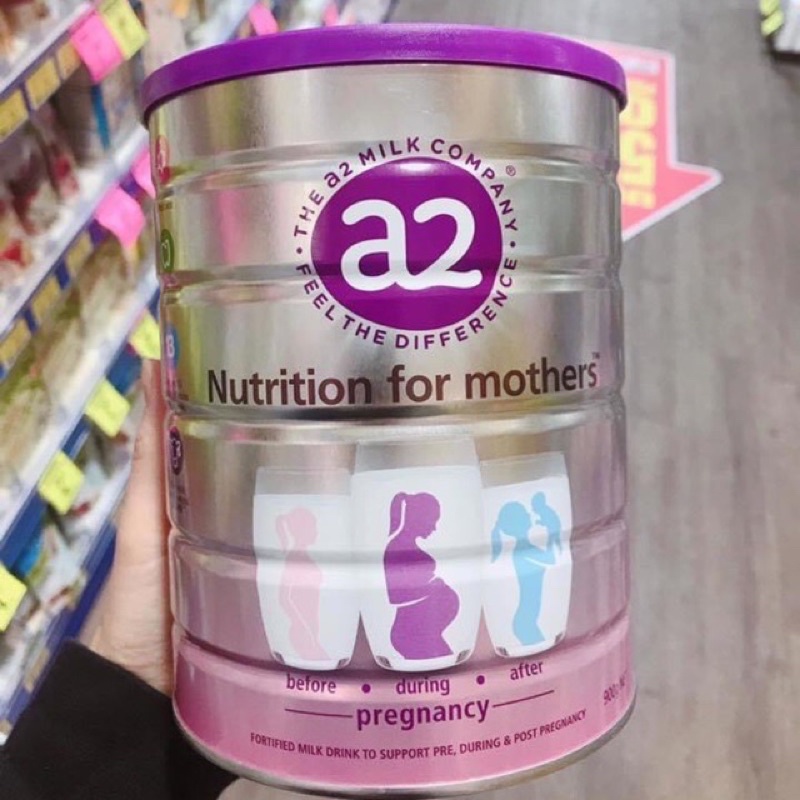 THE a2 MILK COMPANY®
a2
FEEL THE DIFFERENCE
Nutrition for mothers™
before • during • after
pregnancy
FORTIFIED MILK DRINK TO SUPPORT PRE, DURING & POST PREGNANCY